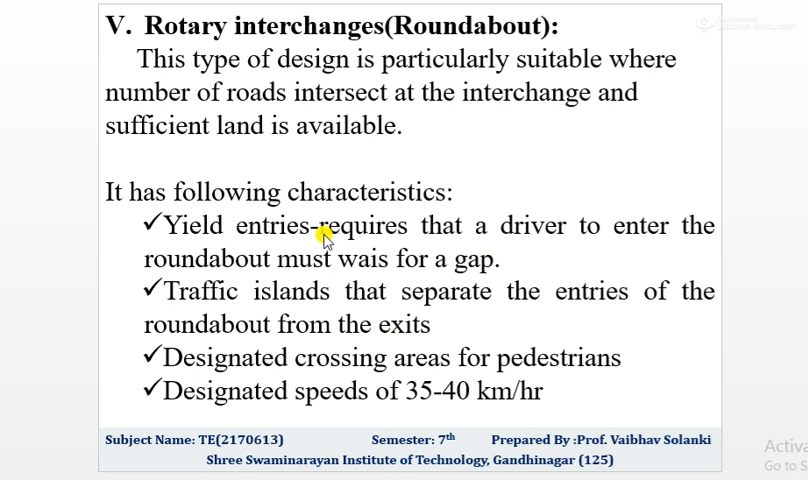 V. Rotary interchanges(Roundabout):
This type of design is particularly suitable where
number of roads intersect at the interchange and
sufficient land is available.
It has following characteristics:
✓Yield entries-requires that a driver to enter the
roundabout must wais for a gap.
✓Traffic islands that separate the entries of the
roundabout from the exits
✓Designated crossing areas for pedestrians
✓Designated speeds of 35-40 km/hr
Subject Name: TE(2170613) Semester: 7th Prepared By :Prof. Vaibhav Solanki
Shree Swaminarayan Institute of Technology, Gandhinagar (125)
Activa
Go to S